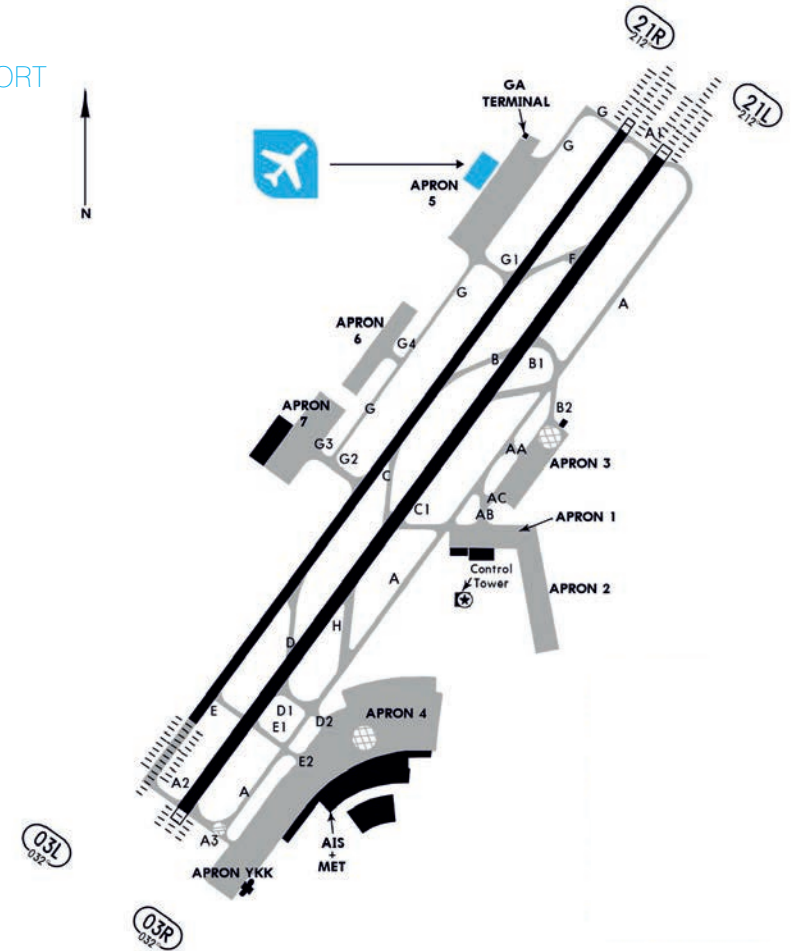 ORT
21R
212°
21L
212°
GA
TERMINAL
G
A1
G
APRON
5
N
G1
F
G
A
APRON
6
G4
B
B1
G
B2
APRON
7
G3
G2
AA
APRON 3
C
AC
C1
AB
APRON 1
Control
Tower
A
APRON 2
H
D
E
D1
D2
APRON 4
E1
E2
A2
A
A3
AIS
+
MET
APRON YKK
03L
032°
03R
032°